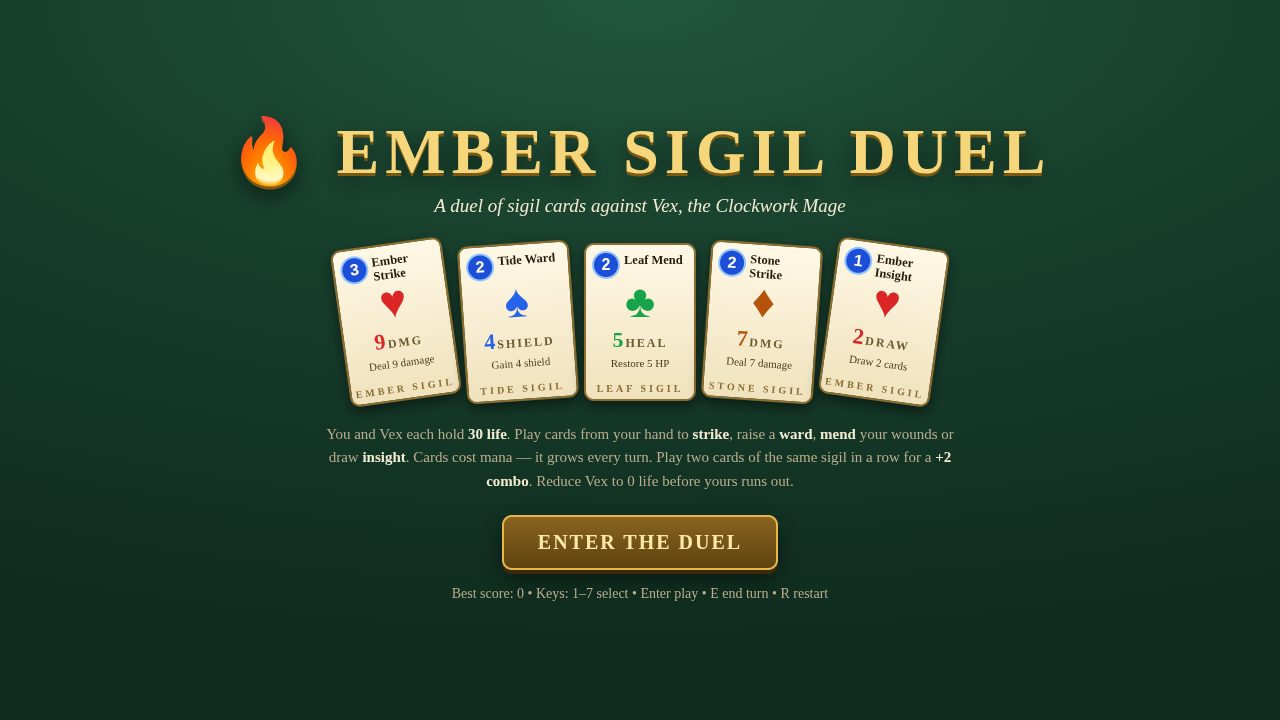 EMBER SIGIL DUEL
A duel of sigil cards against Vex, the Clockwork Mage
3
Ember
Strike
9 DMG
Deal 9 damage
EMBER SIGIL
2
Tide Ward
4 SHIELD
Gain 4 shield
TIDE SIGIL
2
Leaf Mend
5 HEAL
Restore 5 HP
LEAF SIGIL
2
Stone
Strike
7 DMG
Deal 7 damage
STONE SIGIL
1
Ember
Insight
2 DRAW
Draw 2 cards
EMBER SIGIL
You and Vex each hold 30 life. Play cards from your hand to strike, raise a ward, mend your wounds or
draw insight. Cards cost mana — it grows every turn. Play two cards of the same sigil in a row for a +2
combo. Reduce Vex to 0 life before yours runs out.
ENTER THE DUEL
Best score: 0 • Keys: 1–7 select • Enter play • E end turn • R restart